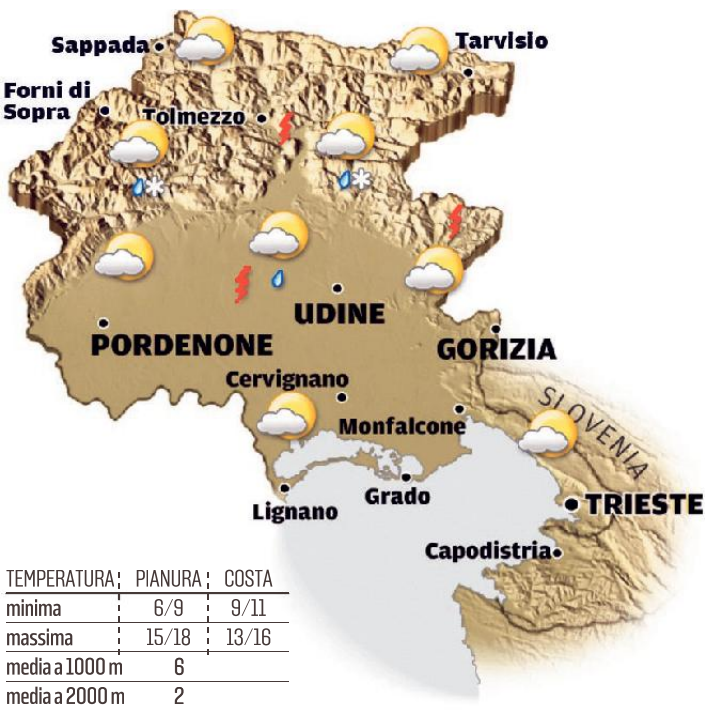 Sappada
Tarvisio
Forni di
Sopra
Tolmezzo
UDINE
PORDENONE
GORIZIA
Cervignano
SLOVENIA
Monfalcone
Grado
Lignano
TRIESTE
Capodistria
TEMPERATURA PIANURA COSTA
minima 6/9 9/11
massima 15/18 13/16
media a 1000 m 6
media a 2000 m 2